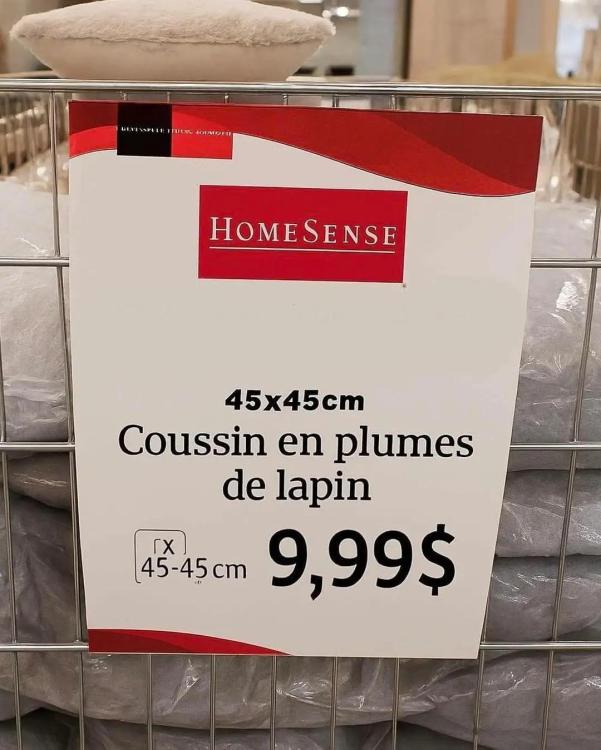 HOMESENSE
45x45cm
Coussin en plumes
de lapin
X
45-45 cm
9,99$